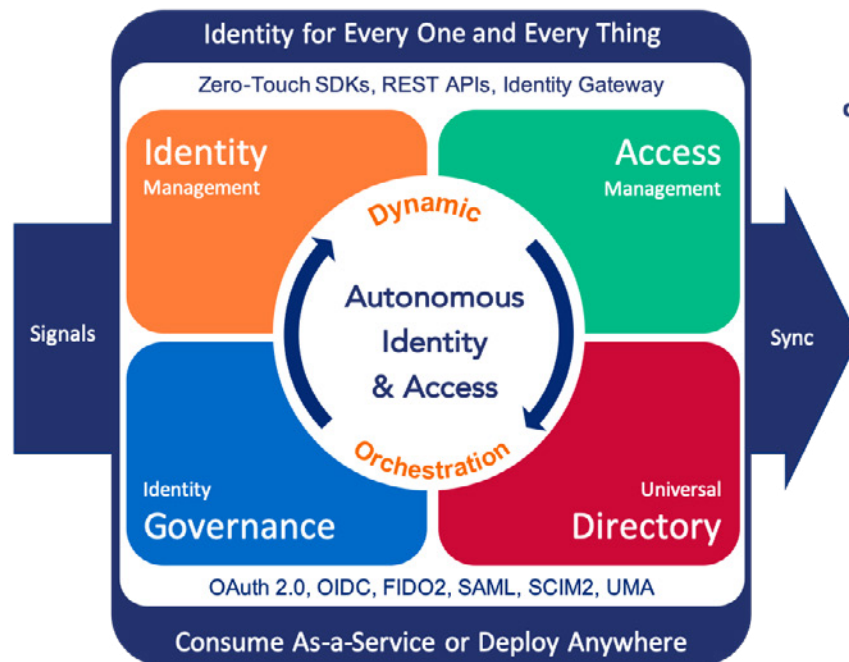 Identity for Every One and Every Thing
Zero-Touch SDKs, REST APIs, Identity Gateway
Identity
Management
Access
Management
Dynamic
Autonomous
Identity
& Access
Orchestration
Signals
Sync
Identity
Governance
Universal
Directory
OAuth 2.0, OIDC, FIDO2, SAML, SCIM2, UMA
Consume As-a-Service or Deploy Anywhere